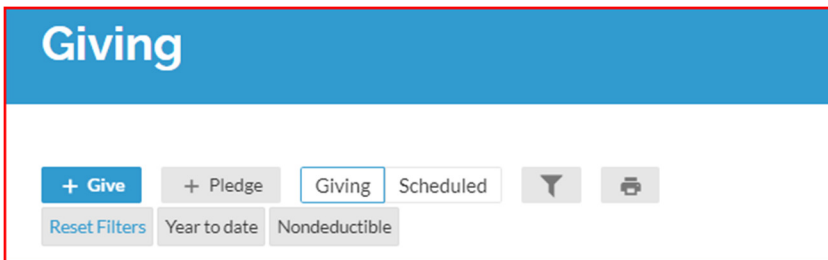 Giving
+ Give + Pledge Giving Scheduled
Reset Filters Year to date Nondeductible